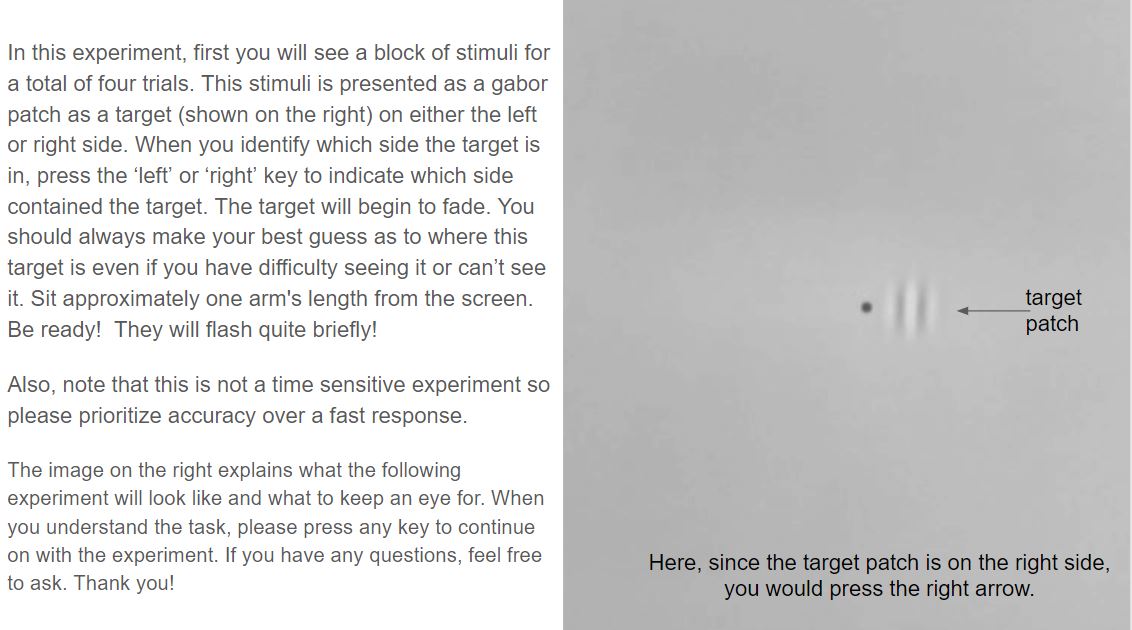 In this experiment, first you will see a block of stimuli for
a total of four trials. This stimuli is presented as a gabor
patch as a target (shown on the right) on either the left
or right side. When you identify which side the target is
in, press the ‘left’ or ‘right’ key to indicate which side
contained the target. The target will begin to fade. You
should always make your best guess as to where this
target is even if you have difficulty seeing it or can’t see
it. Sit approximately one arm's length from the screen.
Be ready!  They will flash quite briefly!
Also, note that this is not a time sensitive experiment so
please prioritize accuracy over a fast response.
The image on the right explains what the following
experiment will look like and what to keep an eye for. When
you understand the task, please press any key to continue
on with the experiment. If you have any questions, feel free
to ask. Thank you!
target
patch
Here, since the target patch is on the right side,
you would press the right arrow.